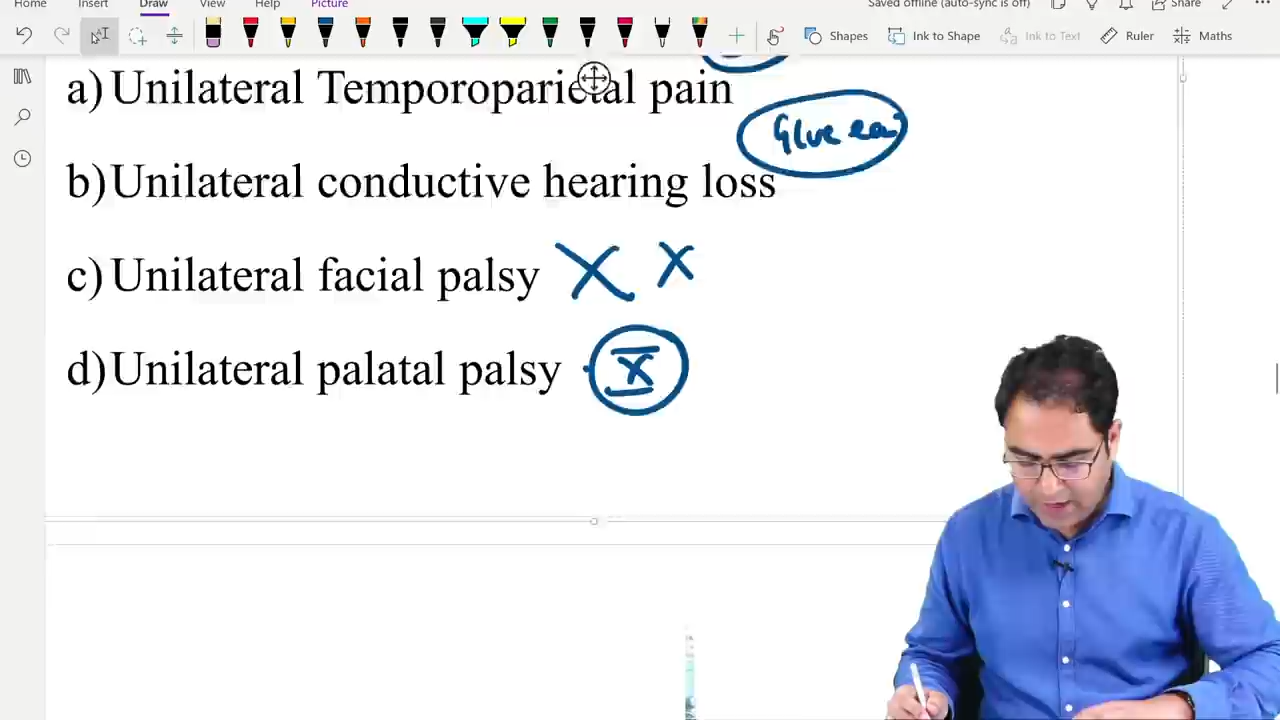 Home Insert Draw View Help Picture Saved offline (auto-sync is off) Share
Shapes Ink to Shape Ink to Text Ruler Maths
a) Unilateral Temporoparietal pain
Glue ea
b) Unilateral conductive hearing loss
c) Unilateral facial palsy X X
d) Unilateral palatal palsy X